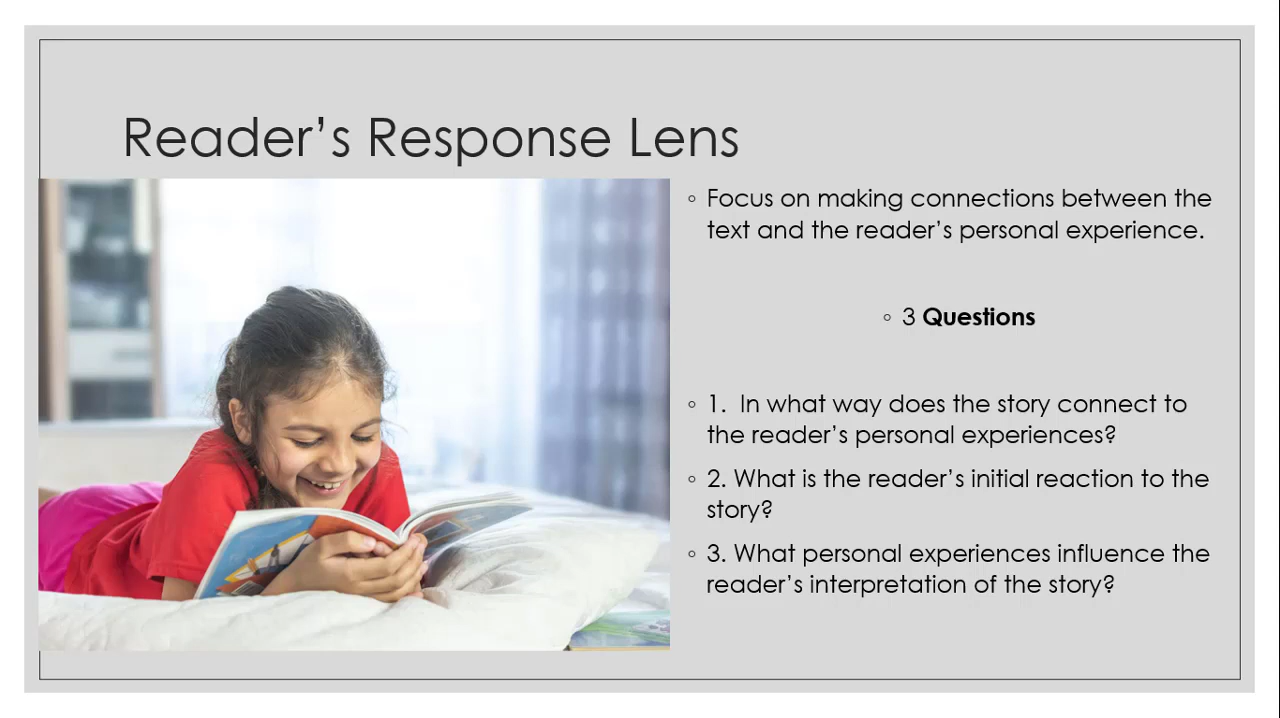 Reader’s Response Lens
◦ Focus on making connections between the
text and the reader’s personal experience.
◦ 3 Questions
◦ 1.  In what way does the story connect to
the reader’s personal experiences?
◦ 2. What is the reader’s initial reaction to the
story?
◦ 3. What personal experiences influence the
reader’s interpretation of the story?